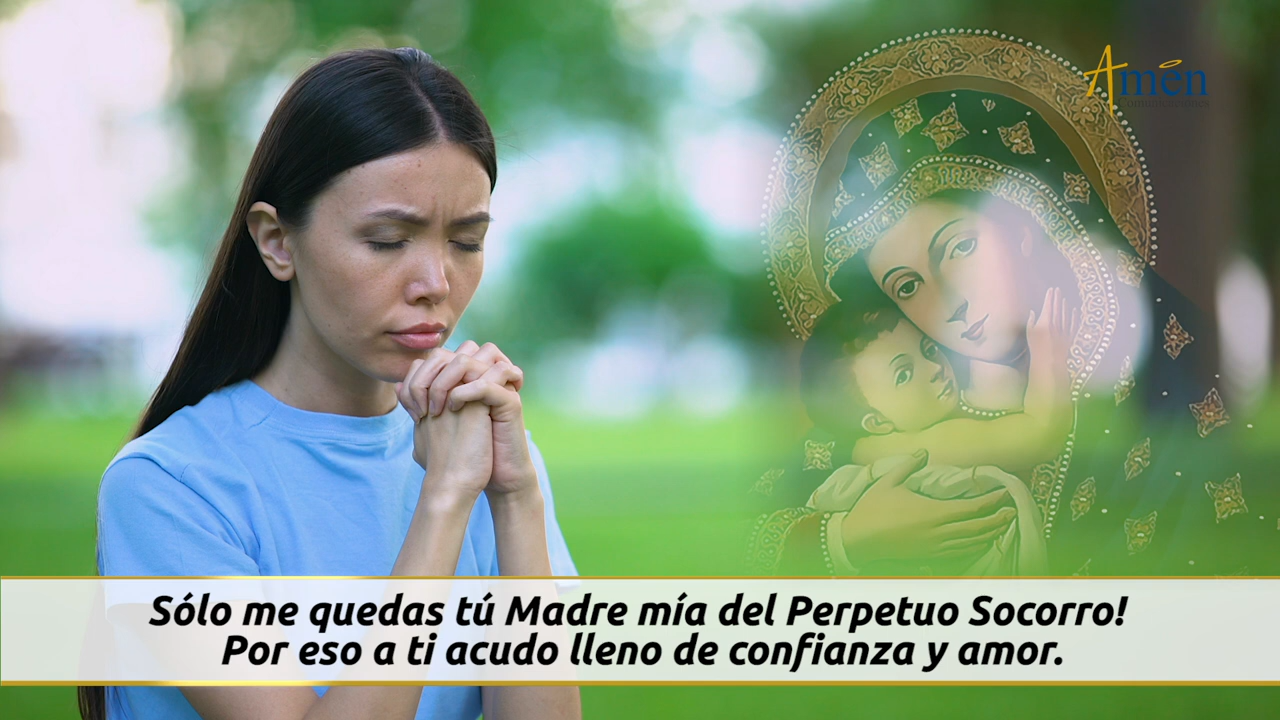 Amén
Sólo me quedas tú Madre mía del Perpetuo Socorro!
Por eso a ti acudo lleno de confianza y amor.